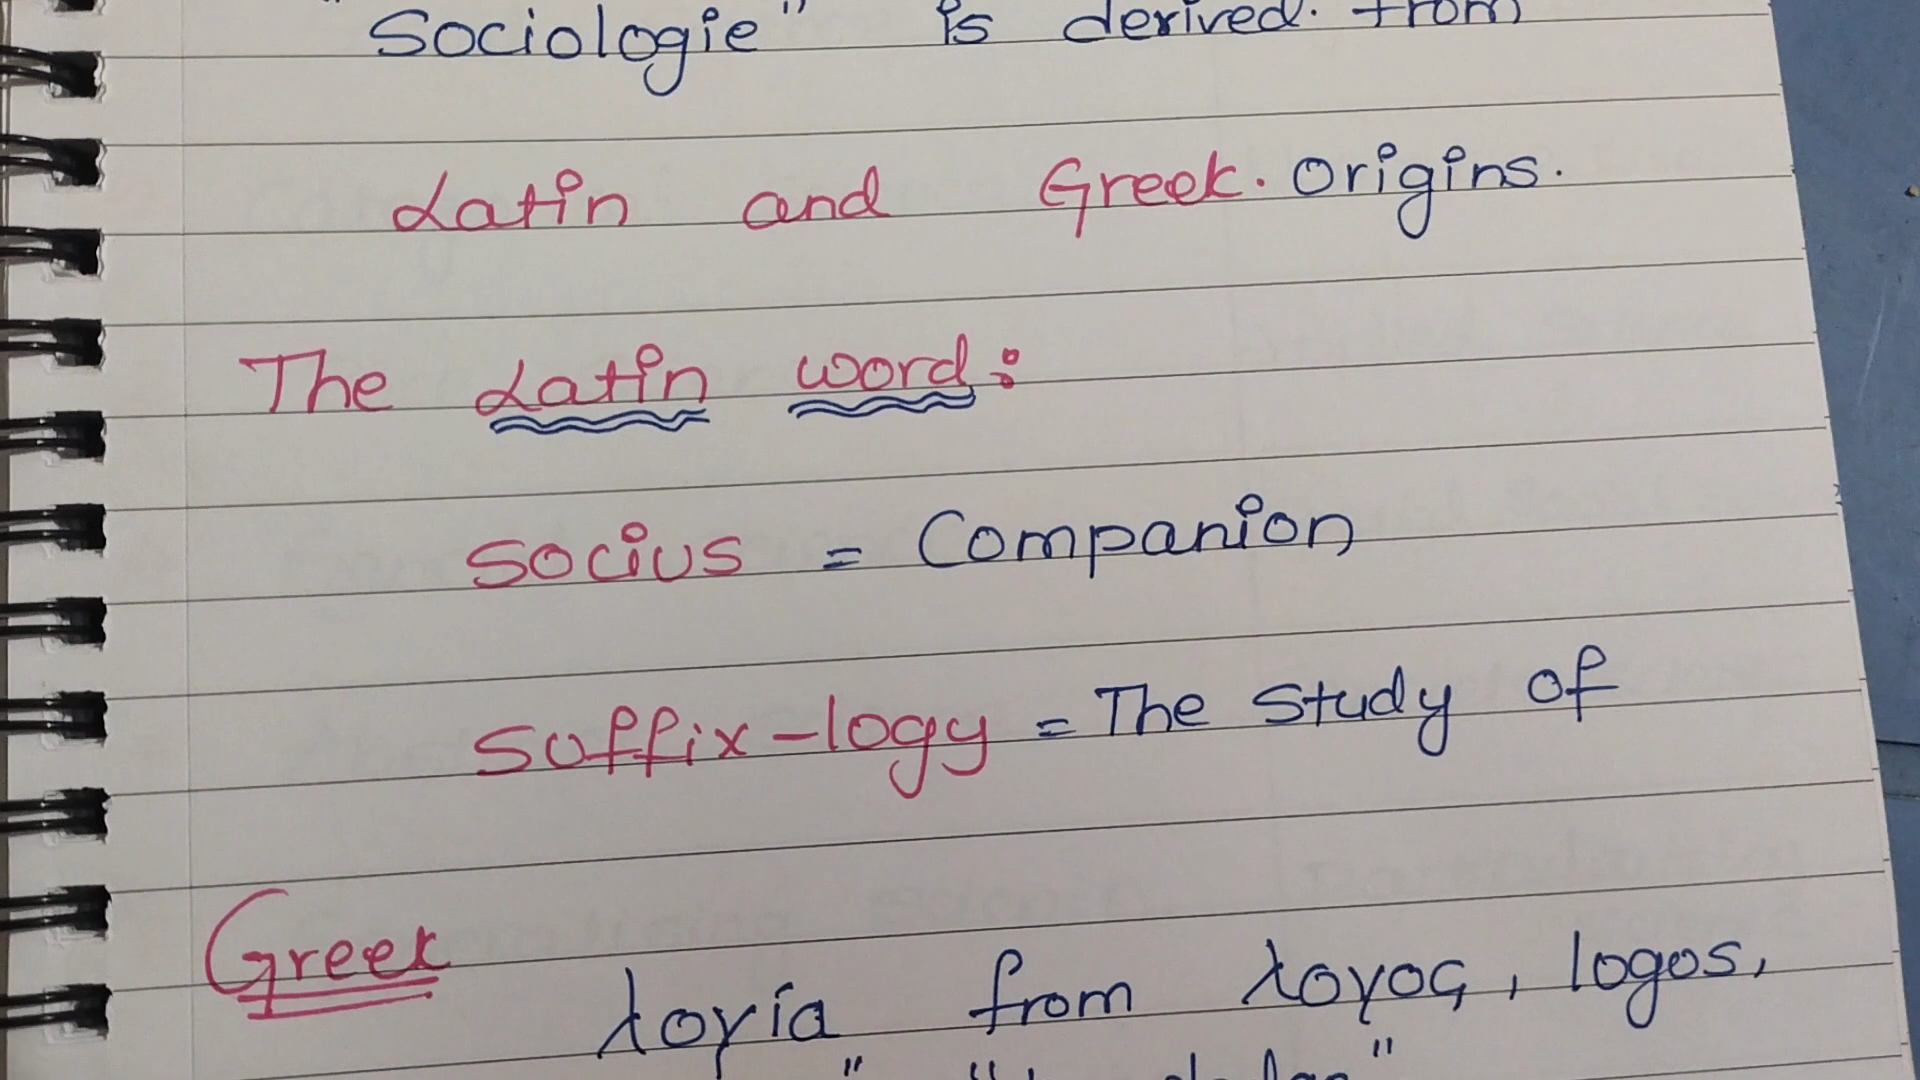 "Sociologie" is derived from
Latin and Greek. Origins.
The Latin word:
Socius = Companion
Suffix-logy = The Study of
Greek
λογία from λογος, logos,